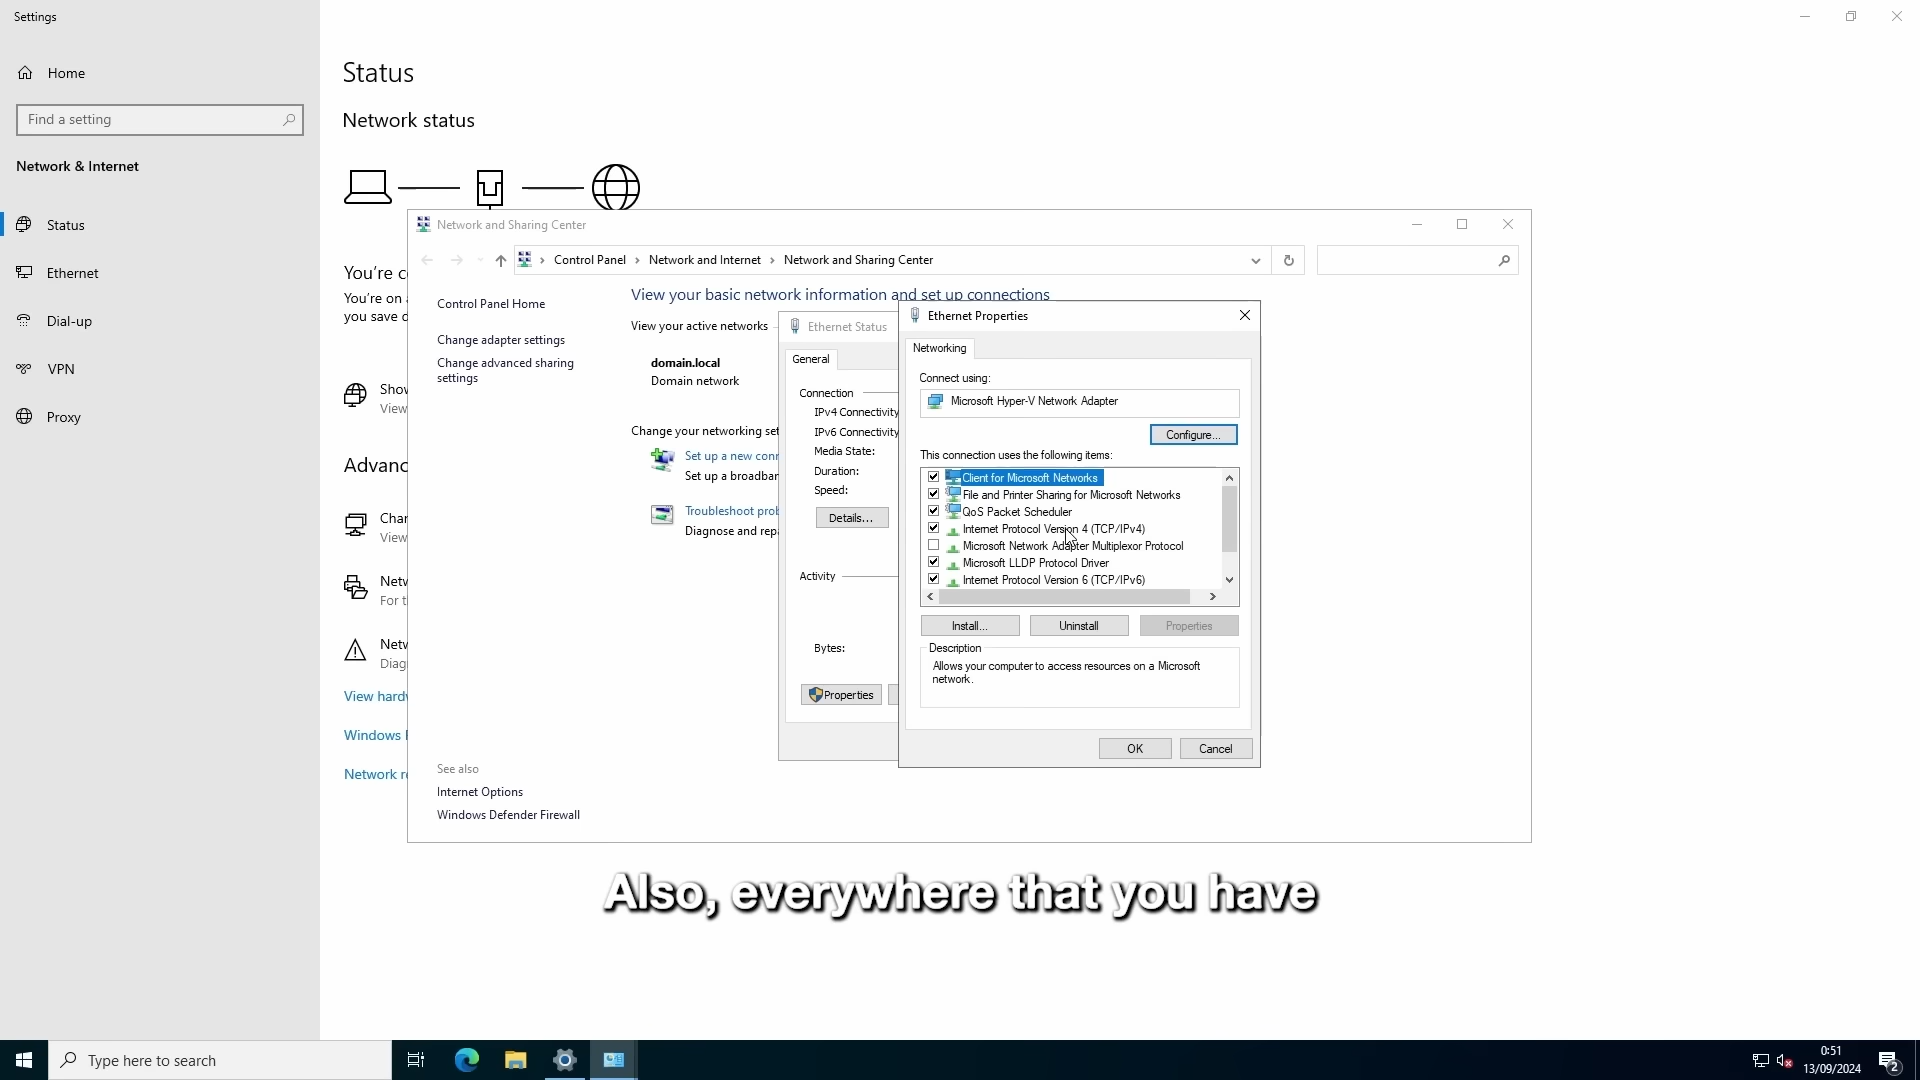 Settings
Home
Find a setting
Network & Internet
Status
Ethernet
Dial-up
VPN
Proxy
Status
Network status
You're c
You're on
you save d
Advanc
Show
View
Char
View
Netw
For th
Netw
Diag
View hardw
Windows F
Network re
Network and Sharing Center
Control Panel > Network and Internet > Network and Sharing Center
Control Panel Home
Change adapter settings
Change advanced sharing
settings
See also
Internet Options
Windows Defender Firewall
View your basic network information and set up connections
View your active networks
domain.local
Domain network
Change your networking set
Set up a new conn
Set up a broadban
Troubleshoot prob
Diagnose and repa
Ethernet Status
General
Connection
IPv4 Connectivity
IPv6 Connectivity
Media State:
Duration:
Speed:
Details...
Activity
Bytes:
Properties
Ethernet Properties
Networking
Connect using:
Microsoft Hyper-V Network Adapter
Configure...
This connection uses the following items:
Client for Microsoft Networks
File and Printer Sharing for Microsoft Networks
QoS Packet Scheduler
Internet Protocol Version 4 (TCP/IPv4)
Microsoft Network Adapter Multiplexor Protocol
Microsoft LLDP Protocol Driver
Internet Protocol Version 6 (TCP/IPv6)
Install...
Uninstall
Properties
Description
Allows your computer to access resources on a Microsoft
network.
OK
Cancel
Also, everywhere that you have
Type here to search
0:51
13/09/2024
2